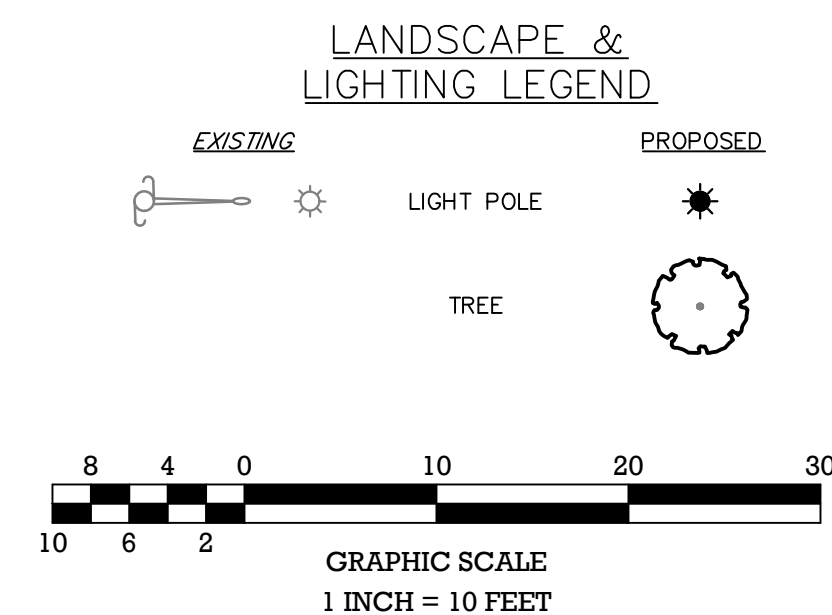 LANDSCAPE &
LIGHTING LEGEND
EXISTING PROPOSED
LIGHT POLE
TREE
8 4 0 10 20 30
10 6 2
GRAPHIC SCALE
1 INCH = 10 FEET